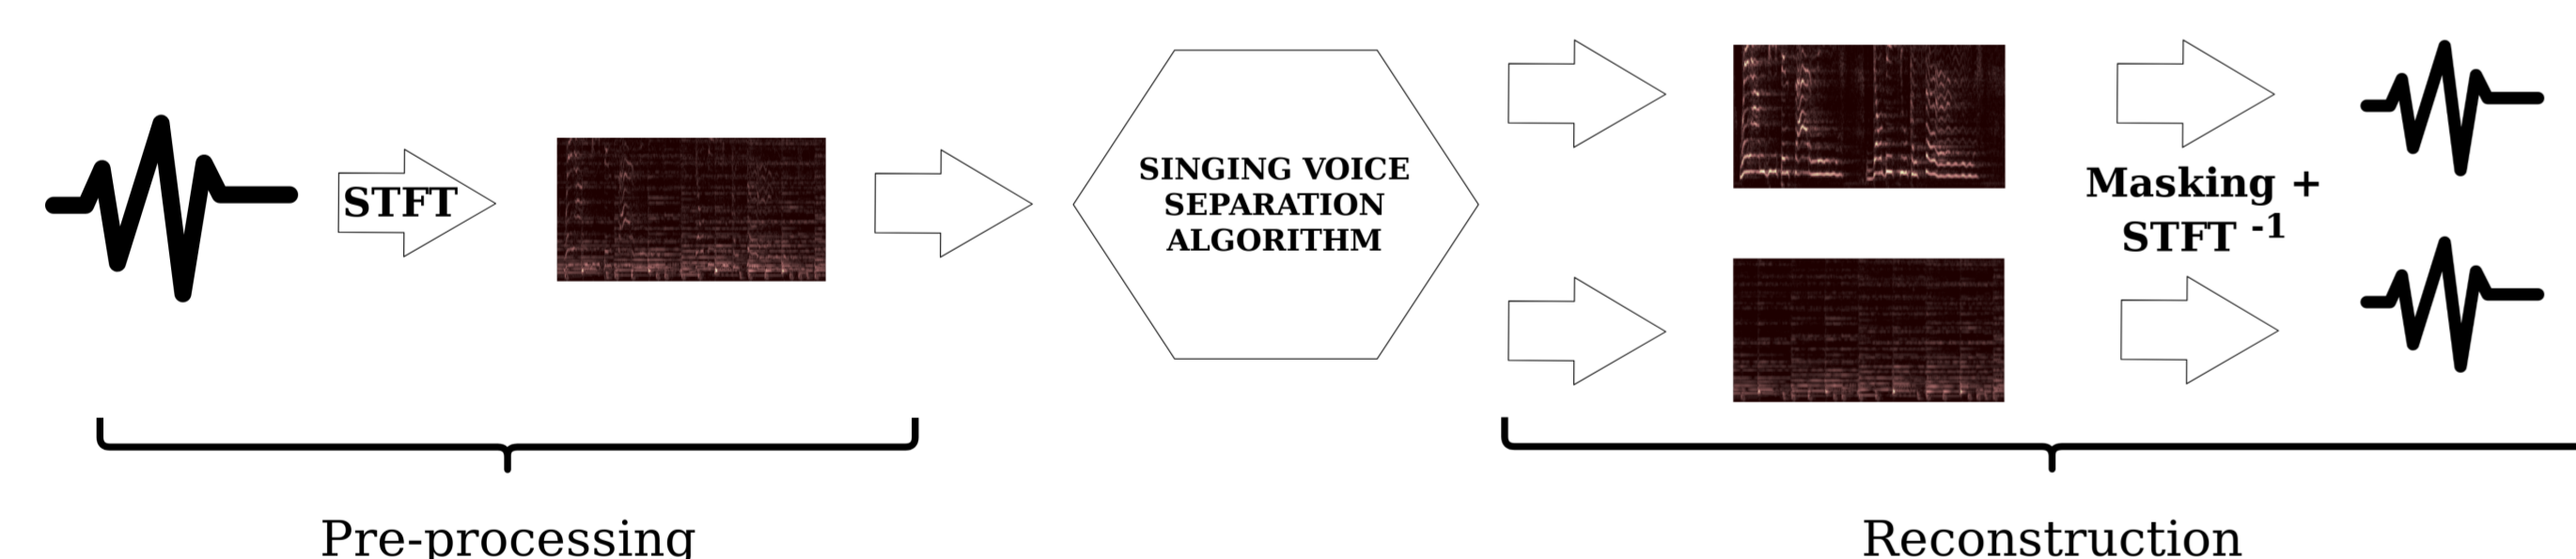 STFT
SINGING VOICE
SEPARATION
ALGORITHM
Masking +
STFT -1
Pre-processing
Reconstruction